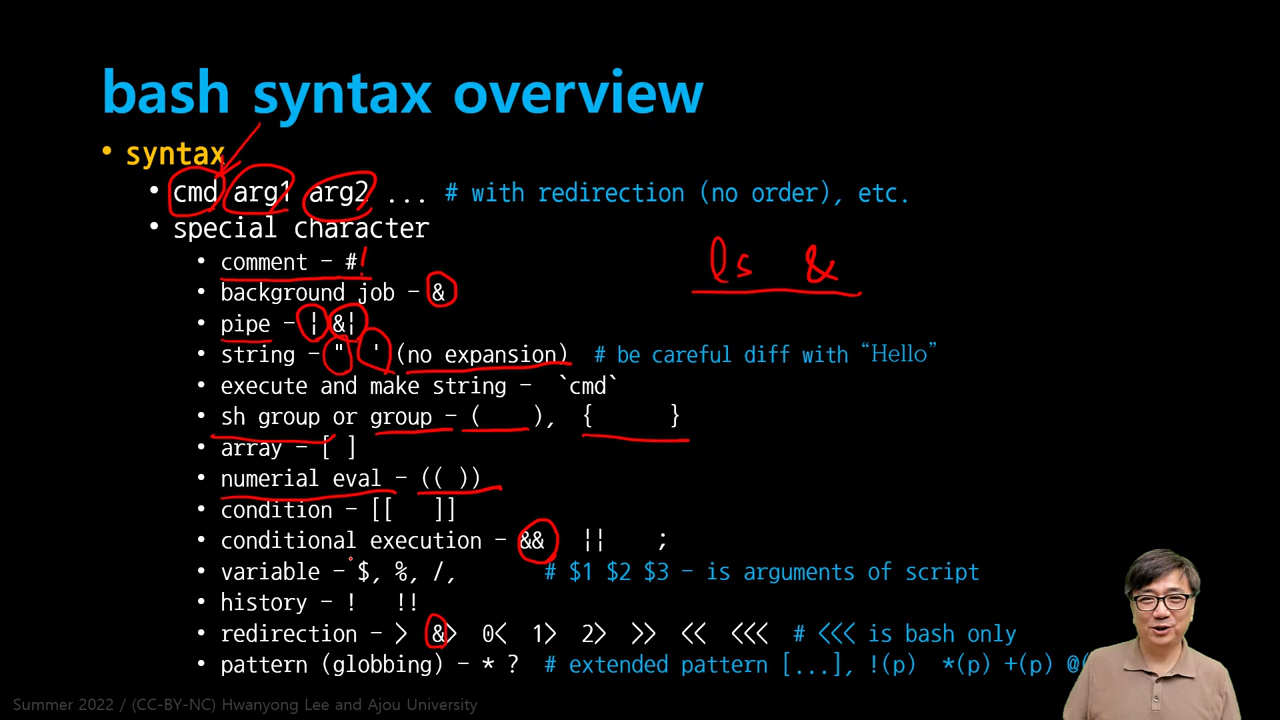 bash syntax overview
• syntax
• cmd arg1 arg2 ... # with redirection (no order), etc.
• special character
• comment – #!
• background job – &
ls &
• pipe – | &|
• string – " ' (no expansion) # be careful diff with “Hello”
• execute and make string – `cmd`
• sh group or group – ( ), { }
• array – [ ]
• numerial eval – (( ))
• condition – [[ ]]
• conditional execution – && || ;
• variable – $, %, /, # $1 $2 $3 – is arguments of script
• history – ! !!
• redirection – > &> 0< 1> 2> >> << <<< # <<< is bash only
• pattern (globbing) – * ? # extended pattern [...], !(p) *(p) +(p) @(
Summer 2022 / (CC-BY-NC) Hwanyong Lee and Ajou University